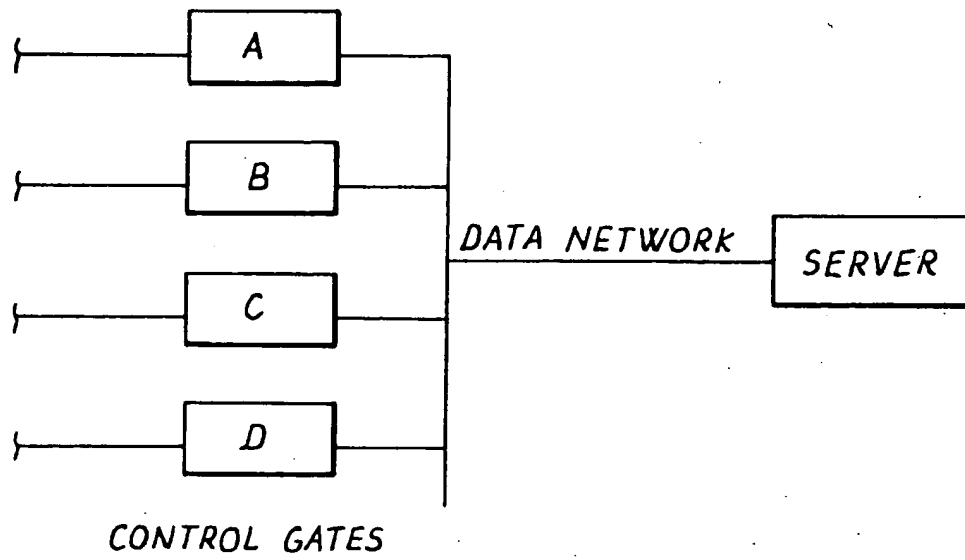 A
B
DATA NETWORK
SERVER
C
D
CONTROL GATES